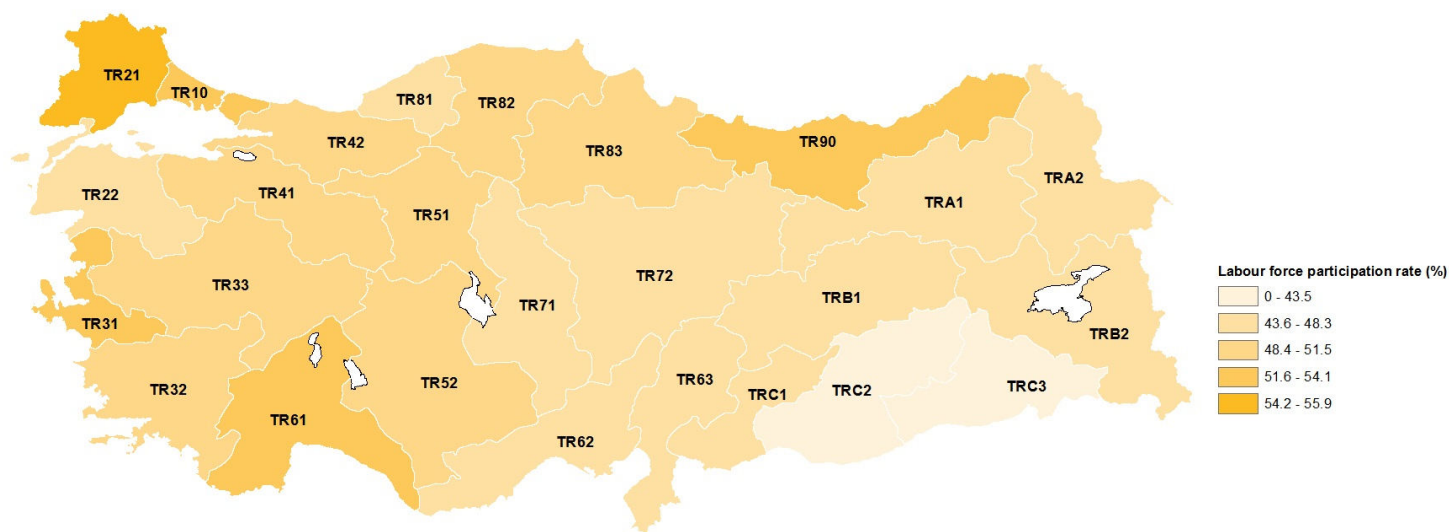 TR21
TR10
TR81
TR82
TR42
TR83
TR90
TRA2
TR22
TR41
TR51
TRA1
TR33
TR72
TR71
TRB1
TR31
TRB2
TR32
TR52
TR63
TRC1
TRC2
TRC3
TR61
TR62
Labour force participation rate (%)
0 - 43.5
43.6 - 48.3
48.4 - 51.5
51.6 - 54.1
54.2 - 55.9